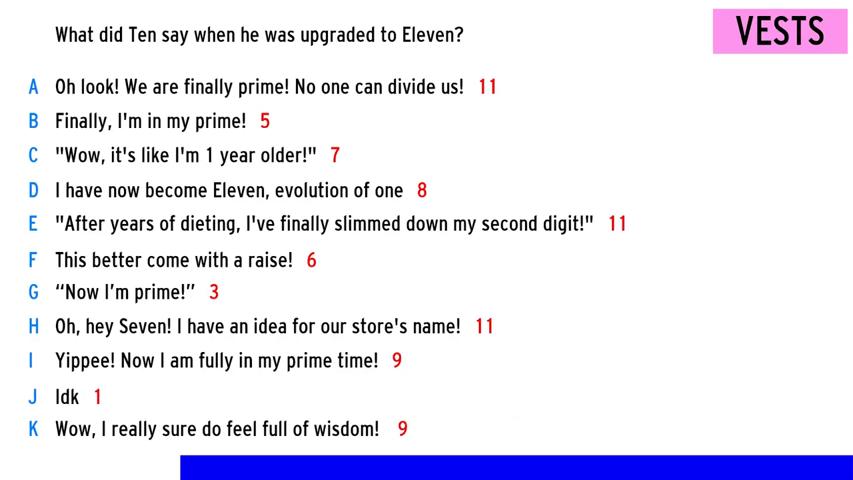 What did Ten say when he was upgraded to Eleven?
VESTS
A Oh look! We are finally prime! No one can divide us! 11
B Finally, I'm in my prime! 5
C "Wow, it's like I'm 1 year older!" 7
D I have now become Eleven, evolution of one 8
E "After years of dieting, I've finally slimmed down my second digit!" 11
F This better come with a raise! 6
G “Now I’m prime!” 3
H Oh, hey Seven! I have an idea for our store's name! 11
I Yippee! Now I am fully in my prime time! 9
J Idk 1
K Wow, I really sure do feel full of wisdom! 9